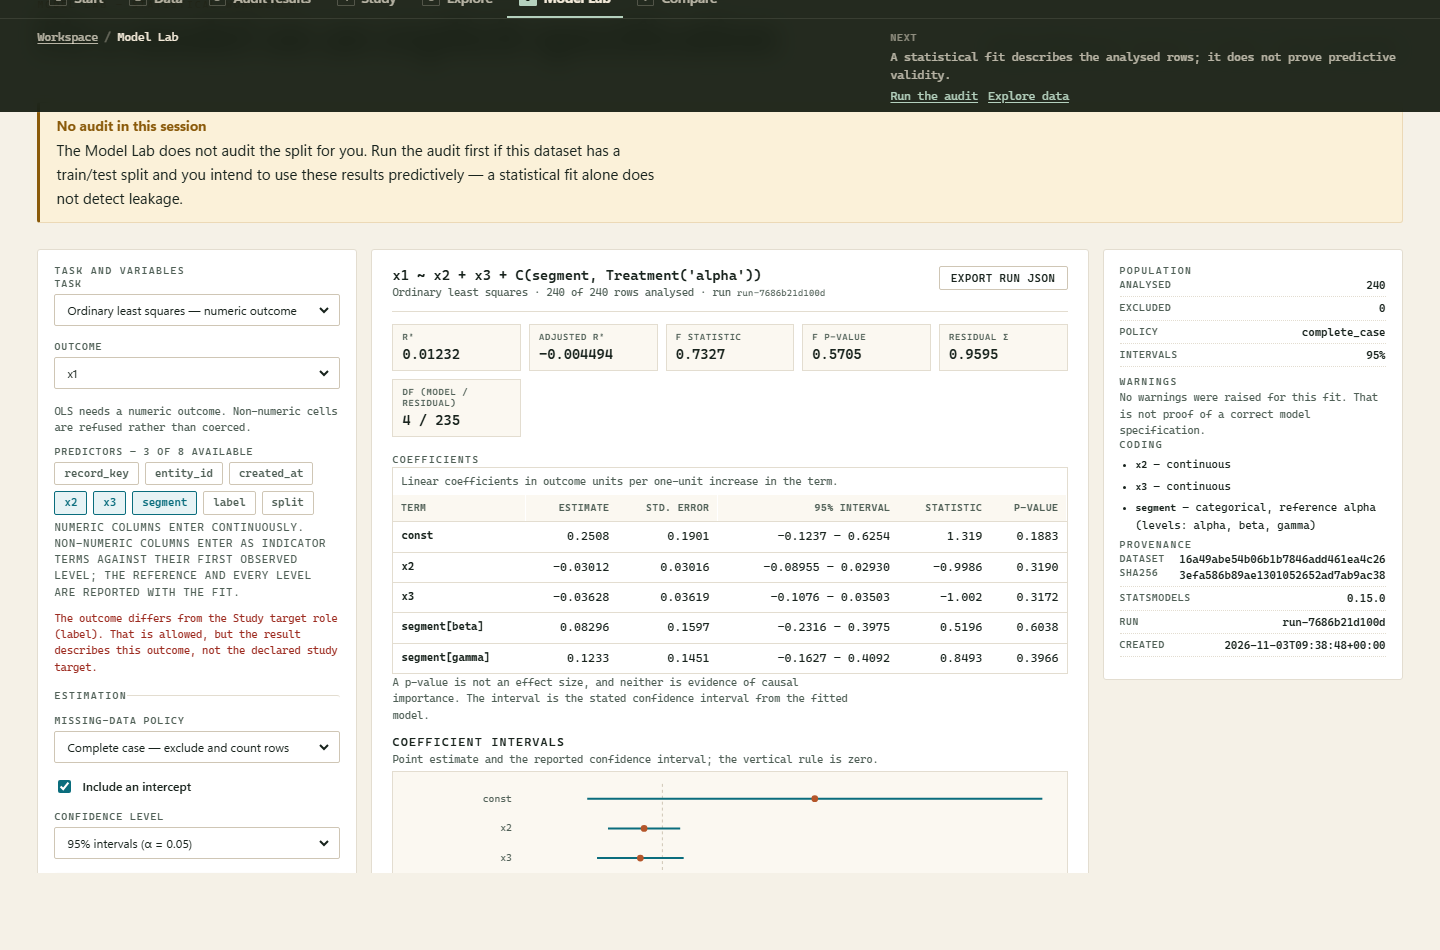 Start Data Audit results Study Explore Model Lab Compare
Workspace / Model Lab
NEXT
A statistical fit describes the analysed rows; it does not prove predictive
validity.
Run the audit Explore data
No audit in this session
The Model Lab does not audit the split for you. Run the audit first if this dataset has a
train/test split and you intend to use these results predictively — a statistical fit alone does
not detect leakage.
TASK AND VARIABLES
TASK
Ordinary least squares — numeric outcome
OUTCOME
x1
OLS needs a numeric outcome. Non-numeric cells
are refused rather than coerced.
PREDICTORS — 3 OF 8 AVAILABLE
record_key entity_id created_at
x2 x3 segment label split
NUMERIC COLUMNS ENTER CONTINUOUSLY.
NON-NUMERIC COLUMNS ENTER AS INDICATOR
TERMS AGAINST THEIR FIRST OBSERVED
LEVEL; THE REFERENCE AND EVERY LEVEL
ARE REPORTED WITH THE FIT.
The outcome differs from the Study target role
(label). That is allowed, but the result
describes this outcome, not the declared study
target.
ESTIMATION
MISSING-DATA POLICY
Complete case — exclude and count rows
Include an intercept
CONFIDENCE LEVEL
95% intervals (α = 0.05)
x1 ~ x2 + x3 + C(segment, Treatment('alpha'))
Ordinary least squares · 240 of 240 rows analysed · run run-7686b21d100d
EXPORT RUN JSON
R² ADJUSTED R² F STATISTIC F P-VALUE RESIDUAL Σ
0.01232 −0.004494 0.7327 0.5705 0.9595
DF (MODEL /
RESIDUAL)
4 / 235
COEFFICIENTS
Linear coefficients in outcome units per one-unit increase in the term.
TERM ESTIMATE STD. ERROR 95% INTERVAL STATISTIC P-VALUE
const 0.2508 0.1901 −0.1237 – 0.6254 1.319 0.1883
x2 −0.03012 0.03016 −0.08955 – 0.02930 −0.9986 0.3190
x3 −0.03628 0.03619 −0.1076 – 0.03503 −1.002 0.3172
segment[beta] 0.08296 0.1597 −0.2316 – 0.3975 0.5196 0.6038
segment[gamma] 0.1233 0.1451 −0.1627 – 0.4092 0.8493 0.3966
A p-value is not an effect size, and neither is evidence of causal
importance. The interval is the stated confidence interval from the fitted
model.
COEFFICIENT INTERVALS
Point estimate and the reported confidence interval; the vertical rule is zero.
const
x2
x3
POPULATION
ANALYSED 240
EXCLUDED 0
POLICY complete_case
INTERVALS 95%
WARNINGS
No warnings were raised for this fit. That
is not proof of a correct model
specification.
CODING
• x2 — continuous
• x3 — continuous
• segment — categorical, reference alpha
(levels: alpha, beta, gamma)
PROVENANCE
DATASET 16a49abe54b06b1b7846add461ea4c26
SHA256 3efa586b89ae1301052652ad7ab9ac38
STATSMODELS 0.15.0
RUN run-7686b21d100d
CREATED 2026-11-03T09:38:48+00:00